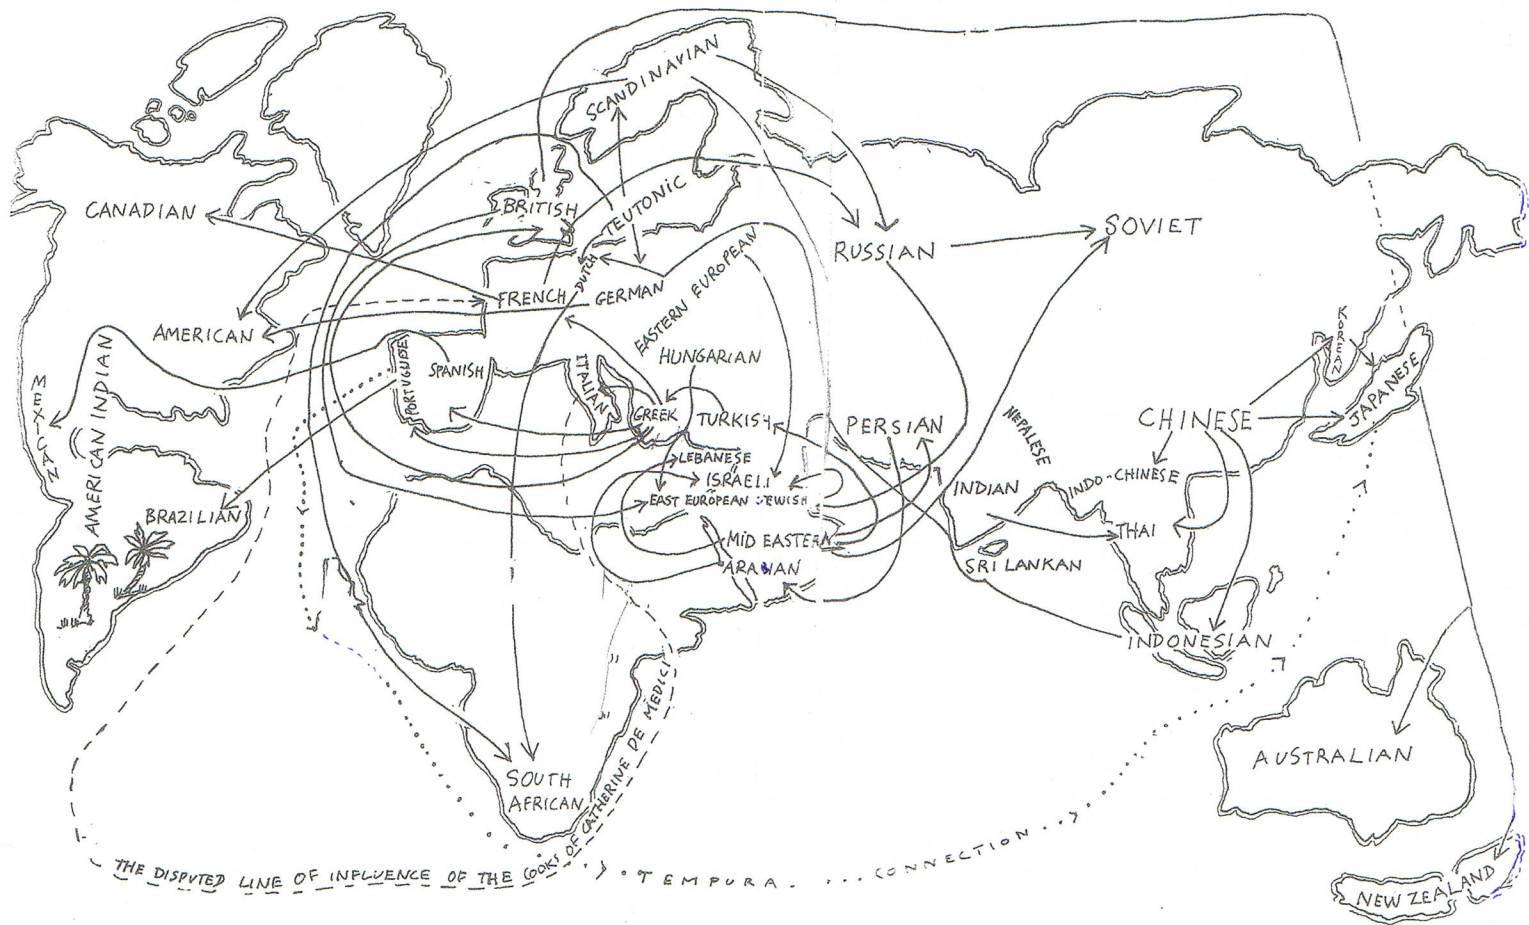 SCANDINAVIAN
CANADIAN
BRITISH
TEUTONIC
RUSSIAN
SOVIET
DUTCH
FRENCH
GERMAN
EASTERN EUROPEAN
AMERICAN
AMERICAN INDIAN
MEXICAN
PORTUGUESE
SPANISH
ITALIAN
HUNGARIAN
GREEK
TURKISH
PERSIAN
NEPALESE
CHINESE
KOREAN
JAPANESE
LEBANESE
ISRAELI
EAST EUROPEAN JEWISH
INDIAN
INDO-CHINESE
THAI
BRAZILIAN
MID EASTERN
ARABIAN
SRI LANKAN
INDONESIAN
SOUTH
AFRICAN
AUSTRALIAN
NEW ZEALAND
THE DISPUTED LINE OF INFLUENCE OF THE COOKS OF CATHERINE DE MEDICI
TEMPURA. ... CONNECTION